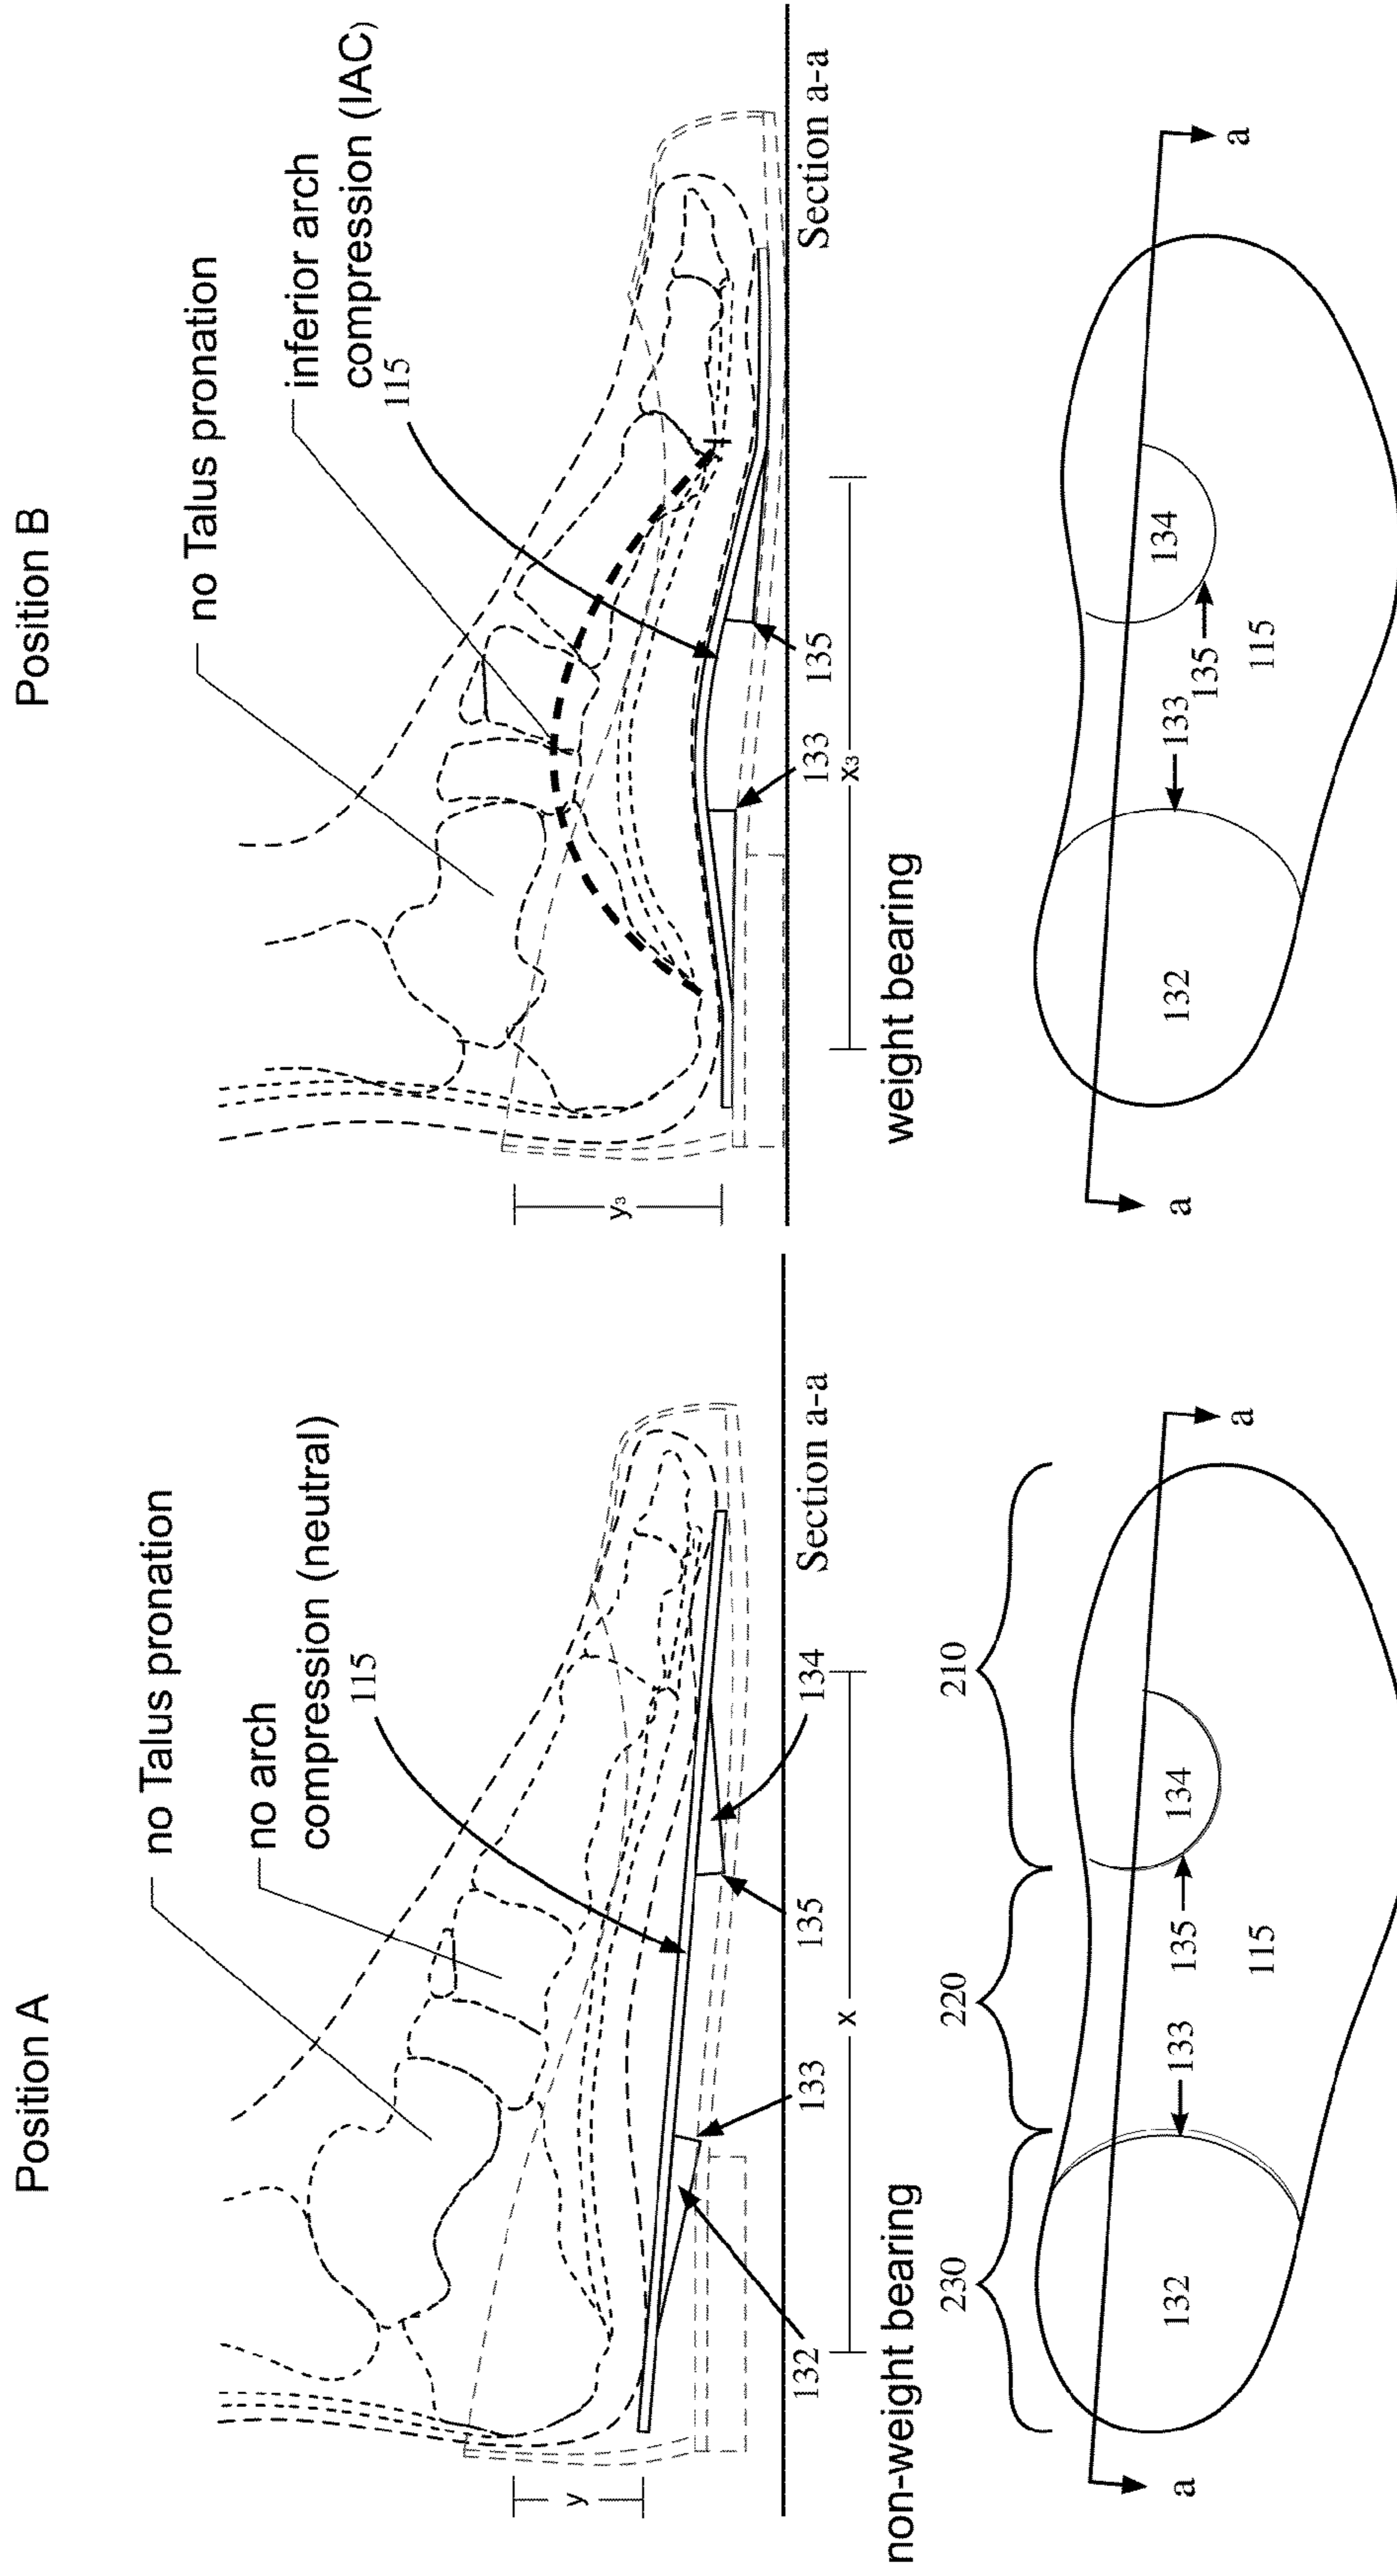 Position A
no Talus pronation
no arch
compression (neutral)
115
y
132
133
135
134
Section a-a
x
non-weight bearing
230
220
210
a
a
132
133
135
134
115
Position B
no Talus pronation
inferior arch
compression (IAC)
115
y₃
133
135
Section a-a
x₃
weight bearing
a
a
132
133
135
134
115